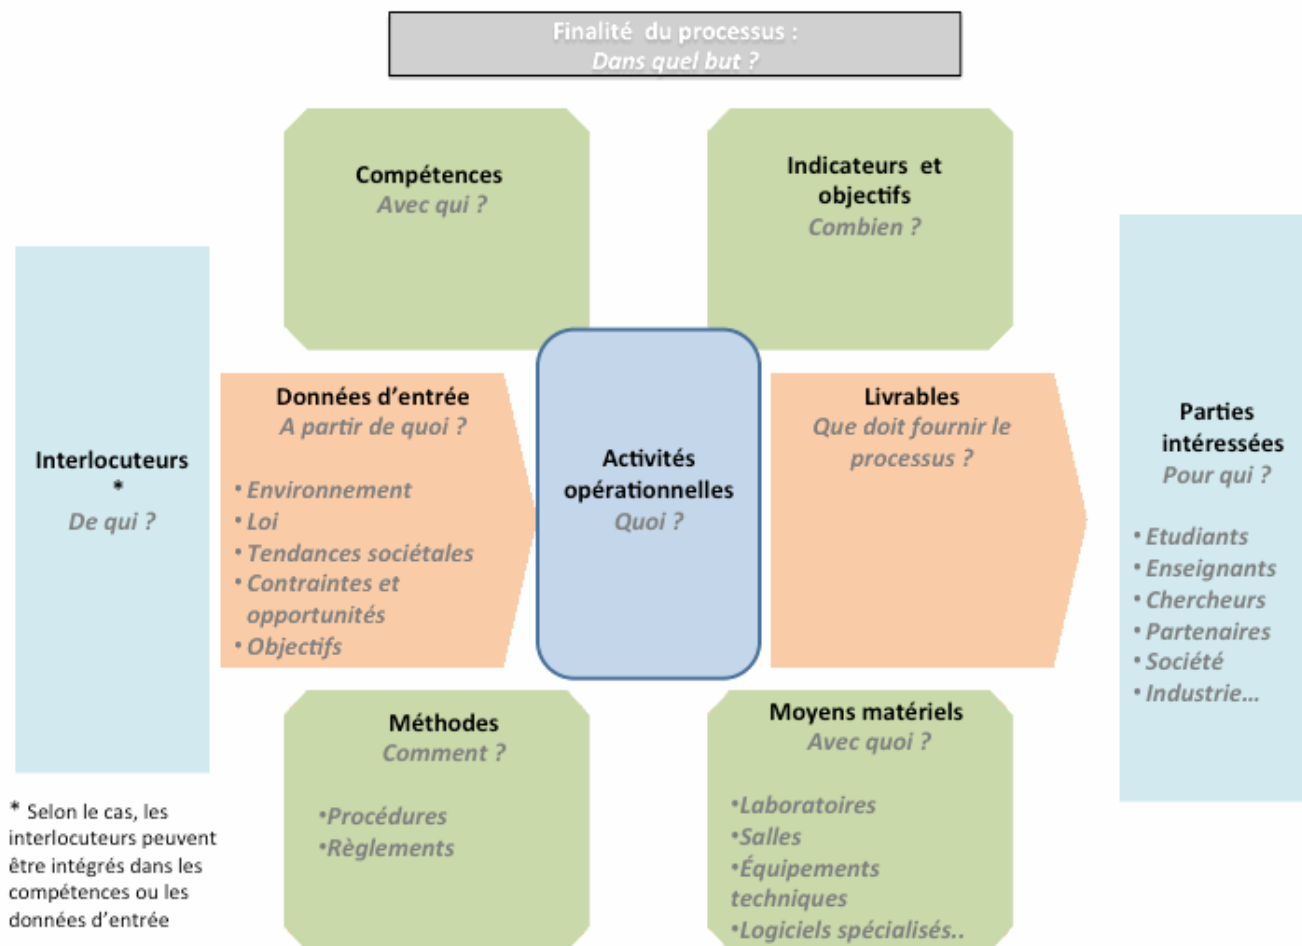 Finalité du processus :
Dans quel but ?
Compétences
Avec qui ?
Indicateurs et
objectifs
Combien ?
Interlocuteurs
*
De qui ?
Données d'entrée
A partir de quoi ?
• Environnement
• Loi
• Tendances sociétales
• Contraintes et
opportunités
• Objectifs
Activités
opérationnelles
Quoi ?
Livrables
Que doit fournir le
processus ?
Parties
intéressées
Pour qui ?
• Etudiants
• Enseignants
• Chercheurs
• Partenaires
• Société
• Industrie...
Méthodes
Comment ?
•Procédures
•Règlements
Moyens matériels
Avec quoi ?
•Laboratoires
•Salles
•Équipements
techniques
•Logiciels spécialisés..
* Selon le cas, les
interlocuteurs peuvent
être intégrés dans les
compétences ou les
données d'entrée